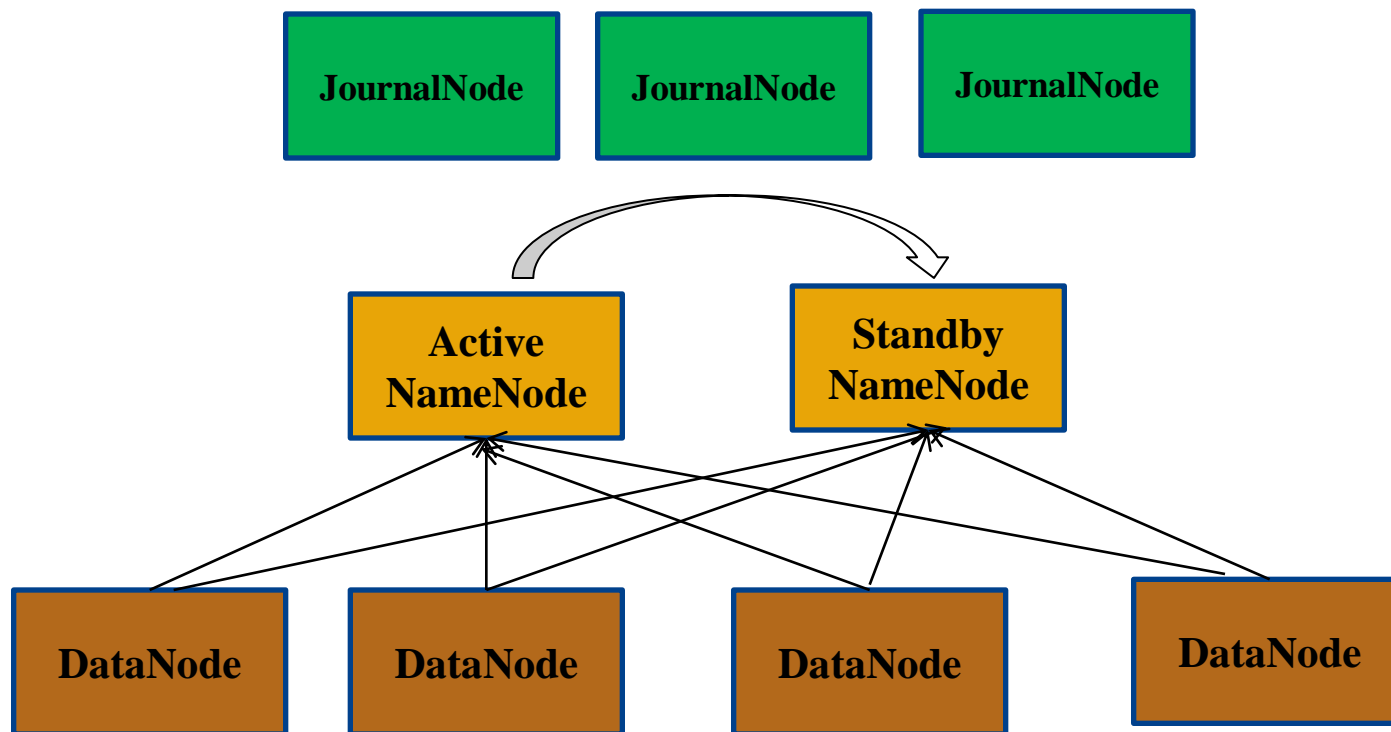 JournalNode
JournalNode
JournalNode
Active
NameNode
Standby
NameNode
DataNode
DataNode
DataNode
DataNode